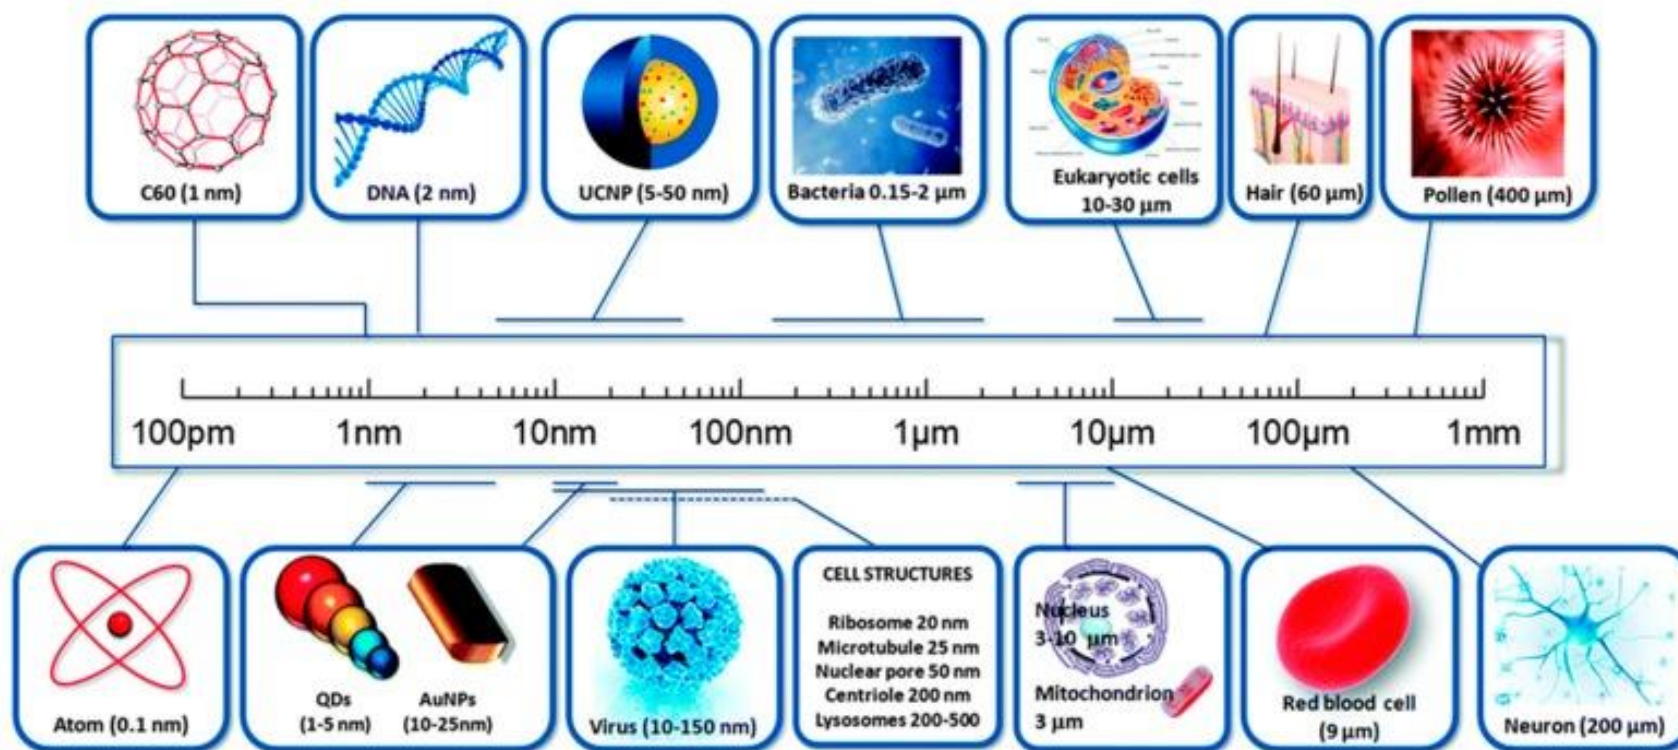 C60 (1 nm)
DNA (2 nm)
UCNP (5-50 nm)
Bacteria 0.15-2 µm
Eukaryotic cells
10-30 µm
Hair (60 µm)
Pollen (400 µm)
100pm 1nm 10nm 100nm 1µm 10µm 100µm 1mm
Atom (0.1 nm)
QDs
(1-5 nm)
AuNPs
(10-25nm)
Virus (10-150 nm)
CELL STRUCTURES
Ribosome 20 nm
Microtubule 25 nm
Nuclear pore 50 nm
Centriole 200 nm
Lysosomes 200-500
Nucleus
3-10 µm
Mitochondrion
3 µm
Red blood cell
(9 µm)
Neuron (200 µm)